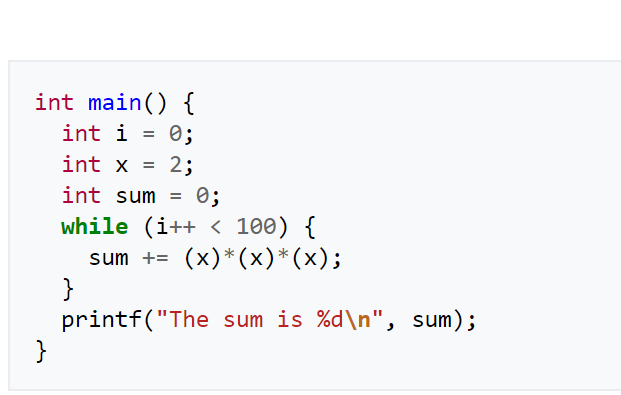 int main() {
  int i = 0;
  int x = 2;
  int sum = 0;
  while (i++ < 100) {
    sum += (x)*(x)*(x);
  }
  printf("The sum is %d\n", sum);
}